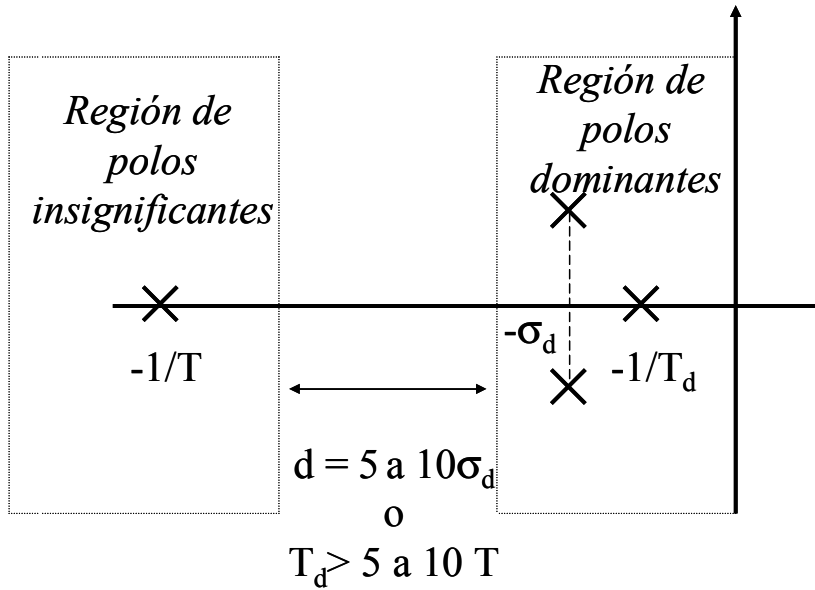 Región de
polos
insignificantes
Región de
polos
dominantes
-1/T
-σd
-1/Td
d = 5 a 10σd
o
Td> 5 a 10 T